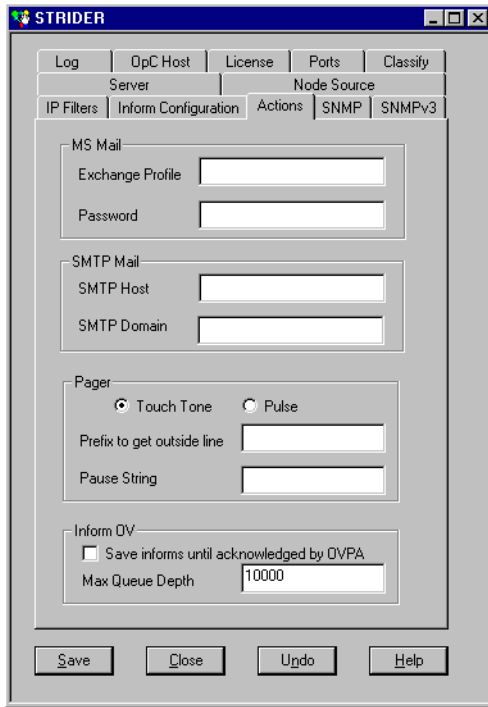 STRIDER
Log OpC Host License Ports Classify
Server Node Source
IP Filters Inform Configuration Actions SNMP SNMPv3
MS Mail
Exchange Profile
Password
SMTP Mail
SMTP Host
SMTP Domain
Pager
Touch Tone Pulse
Prefix to get outside line
Pause String
Inform OV
Save informs until acknowledged by OVPA
Max Queue Depth 10000
Save Close Undo Help